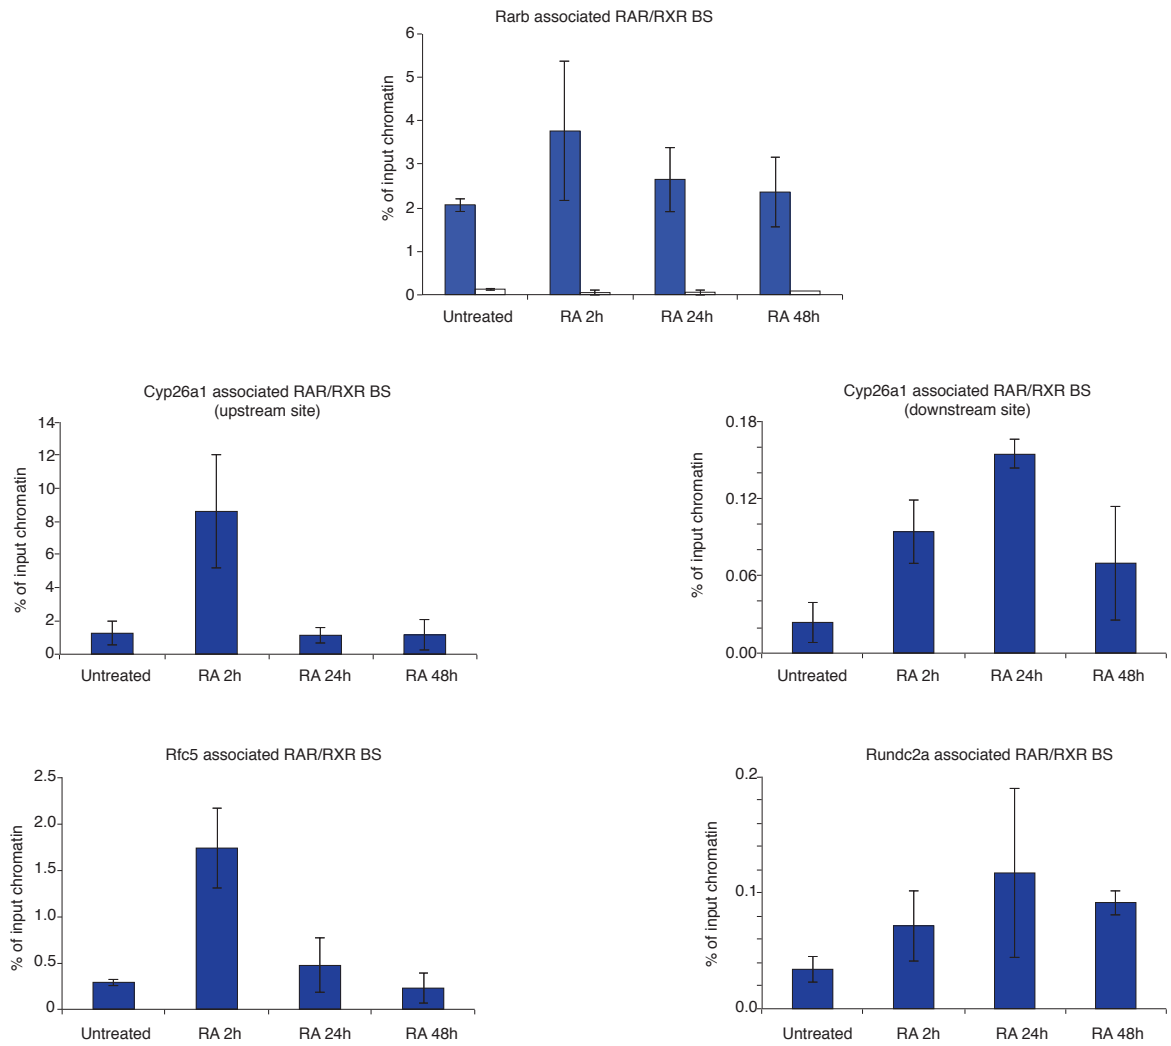 Rarb associated RAR/RXR BS
% of input chromatin
6
5
4
3
2
1
0
Untreated RA 2h RA 24h RA 48h
Cyp26a1 associated RAR/RXR BS
(upstream site)
% of input chromatin
14
12
10
8
6
4
2
0
Untreated RA 2h RA 24h RA 48h
Cyp26a1 associated RAR/RXR BS
(downstream site)
% of input chromatin
0.18
0.12
0.06
0.00
Untreated RA 2h RA 24h RA 48h
Rfc5 associated RAR/RXR BS
% of input chromatin
2.5
2.0
1.5
1.0
0.5
0
Untreated RA 2h RA 24h RA 48h
Rundc2a associated RAR/RXR BS
% of input chromatin
0.2
0.1
0.0
Untreated RA 2h RA 24h RA 48h